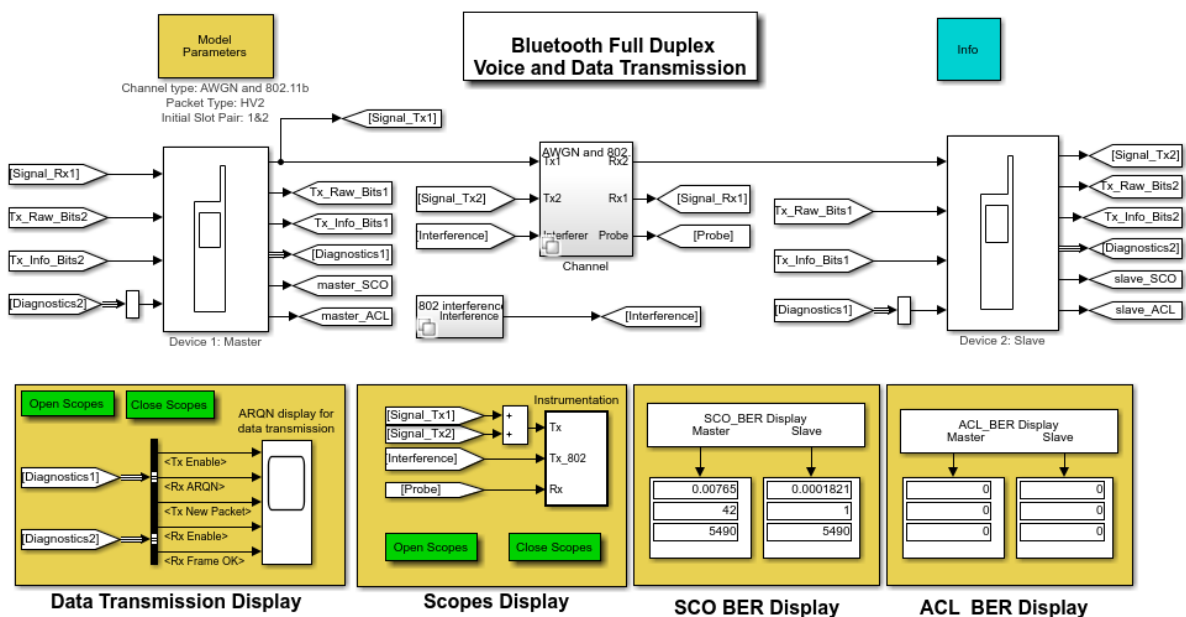 Model
Parameters
Bluetooth Full Duplex
Voice and Data Transmission
Info
Channel type: AWGN and 802.11b
Packet Type: HV2
Initial Slot Pair: 1&2
[Signal_Tx1]
[Signal_Rx1]
Tx_Raw_Bits2
Tx_Info_Bits2
[Diagnostics2]
Device 1: Master
Tx_Raw_Bits1
Tx_Info_Bits1
[Diagnostics1]
master_SCO
master_ACL
[Signal_Tx2]
[Interference]
AWGN and 802
Tx1
Rx2
Tx2
Rx1
Interferer
Probe
Channel
[Signal_Rx1]
[Probe]
802 interference
Interference
[Interference]
Tx_Raw_Bits1
Tx_Info_Bits1
[Diagnostics1]
Device 2: Slave
[Signal_Tx2]
Tx_Raw_Bits2
Tx_Info_Bits2
[Diagnostics2]
slave_SCO
slave_ACL
Open Scopes
Close Scopes
ARQN display for
data transmission
[Diagnostics1]
[Diagnostics2]
<Tx Enable>
<Rx ARQN>
<Tx New Packet>
<Rx Enable>
<Rx Frame OK>
Data Transmission Display
Instrumentation
[Signal_Tx1]
[Signal_Tx2]
[Interference]
[Probe]
+
+
Tx
Tx_802
Rx
Open Scopes
Close Scopes
Scopes Display
SCO_BER Display
Master
Slave
0.00765
0.0001821
42
1
5490
5490
SCO BER Display
ACL_BER Display
Master
Slave
0
0
0
0
0
0
ACL BER Display